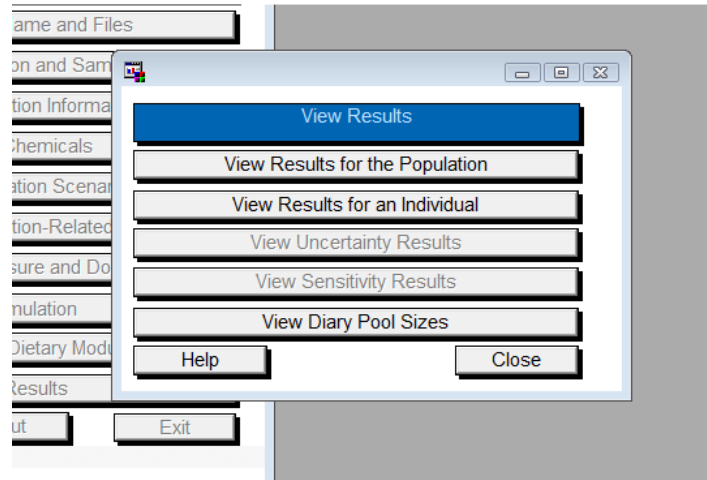 ame and Files
on and Sam
tion Informa
Chemicals
ation Scenar
tion-Related
sure and Do
mulation
Dietary Modu
Results
ut
Exit
View Results
View Results for the Population
View Results for an Individual
View Uncertainty Results
View Sensitivity Results
View Diary Pool Sizes
Help
Close